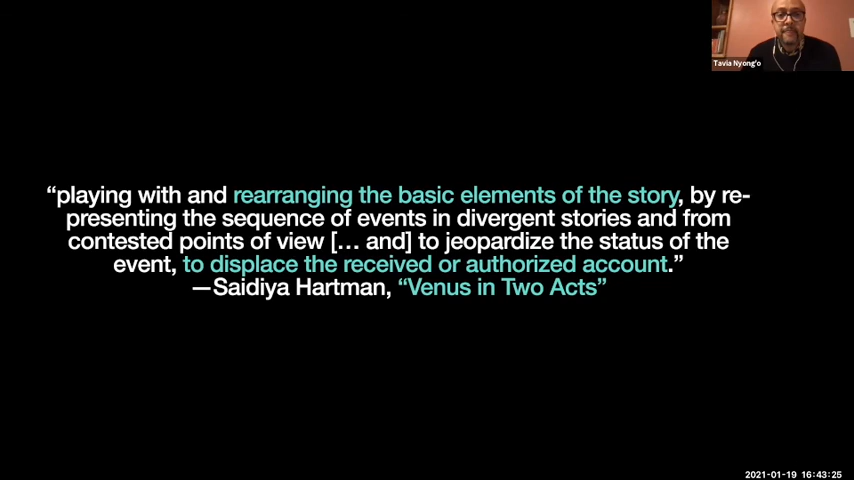 Tavia Nyong'o
“playing with and rearranging the basic elements of the story, by re-
presenting the sequence of events in divergent stories and from
contested points of view [… and] to jeopardize the status of the
event, to displace the received or authorized account.”
—Saidiya Hartman, “Venus in Two Acts”
2021-01-19 16:43:25